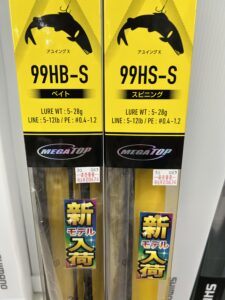 アユイングX
99HB-S
ベイト
LURE WT : 5-28g
LINE : 5-12lb / PE : #0.4-1.2
MEGATOP
新
モデル
入荷
アユイングX
99HS-S
スピニング
LURE WT : 5-28g
LINE : 5-12lb / PE : #0.4-1.2
MEGATOP
新
モデル
入荷
SH